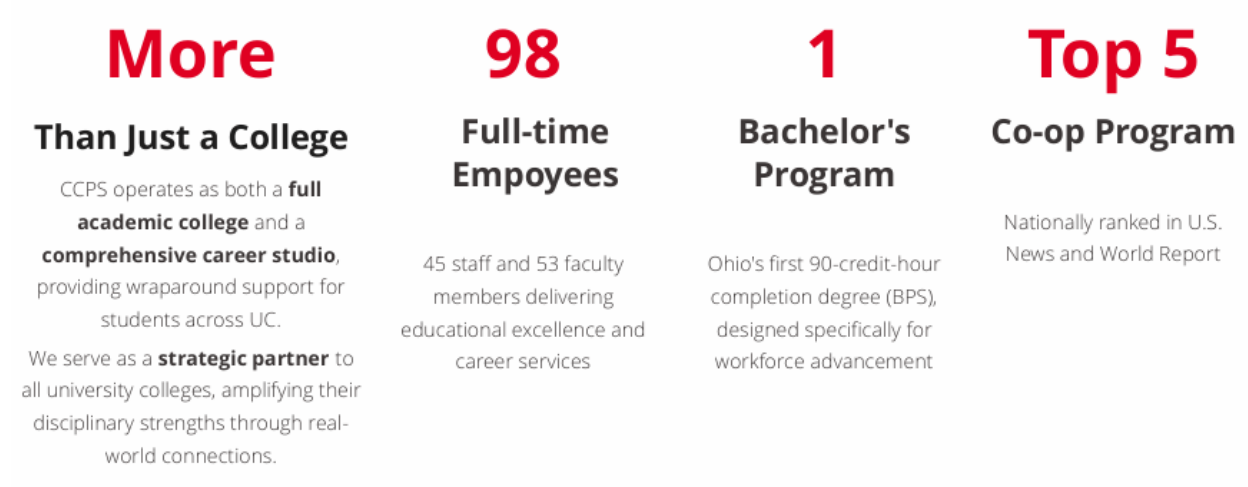 More
Than Just a College
CCPS operates as both a full
academic college and a
comprehensive career studio,
providing wraparound support for
students across UC.
We serve as a strategic partner to
all university colleges, amplifying their
disciplinary strengths through real-
world connections.
98
Full-time
Empoyees
45 staff and 53 faculty
members delivering
educational excellence and
career services
1
Bachelor's
Program
Ohio's first 90-credit-hour
completion degree (BPS),
designed specifically for
workforce advancement
Top 5
Co-op Program
Nationally ranked in U.S.
News and World Report